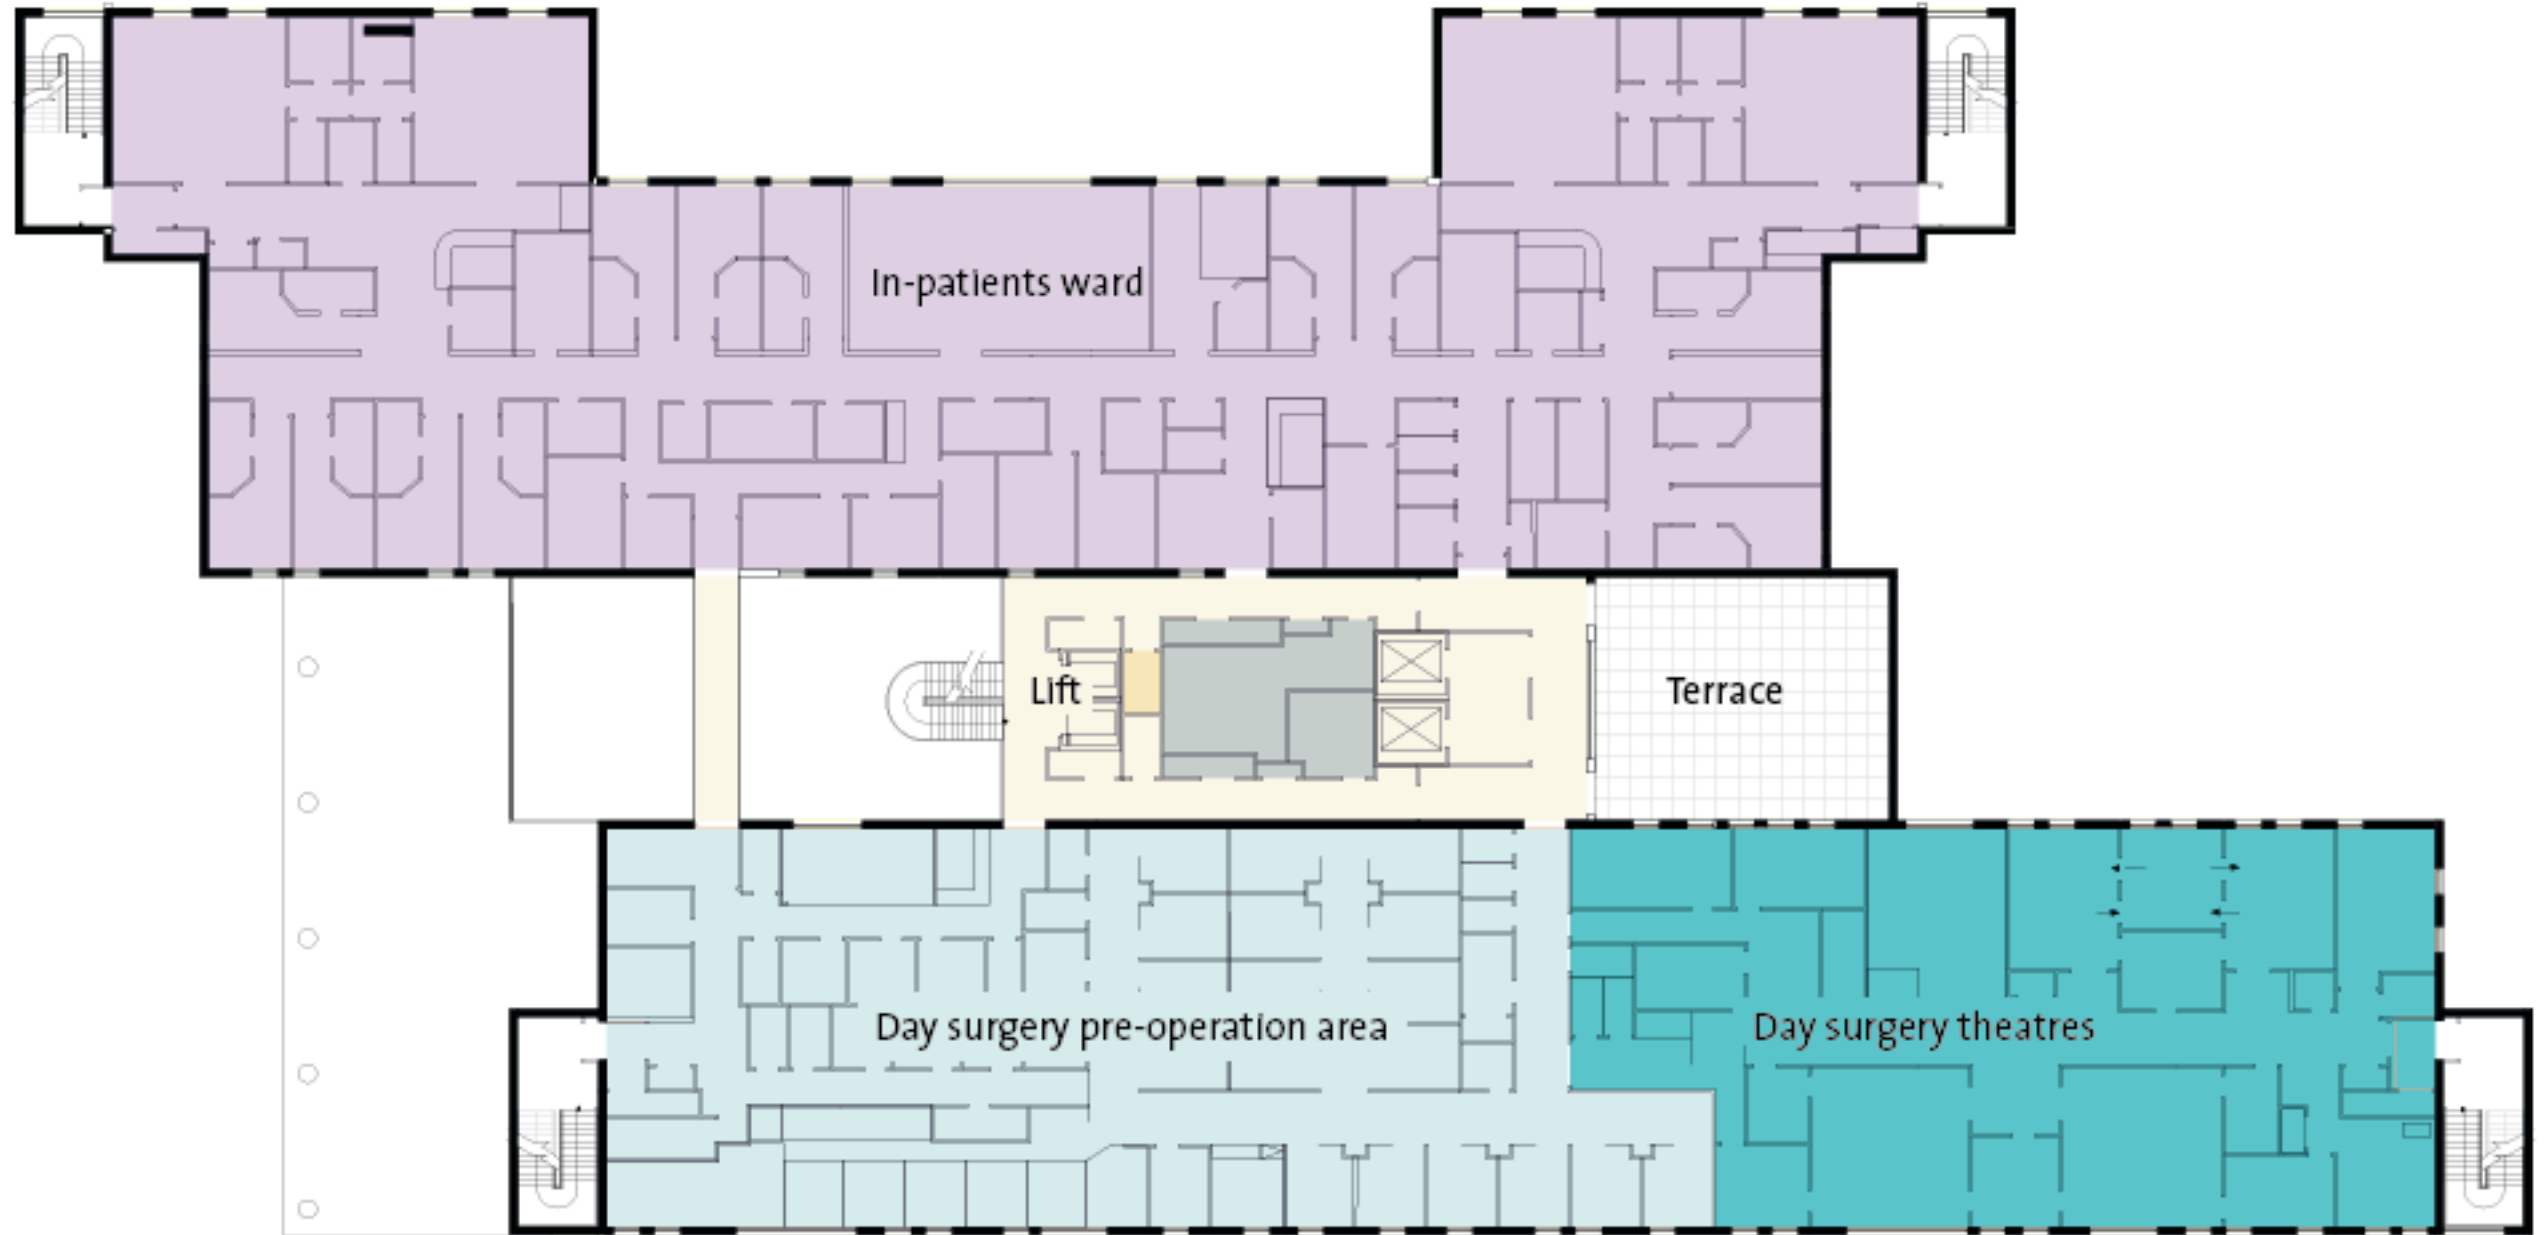 In-patients ward
Lift
Terrace
Day surgery pre-operation area
Day surgery theatres